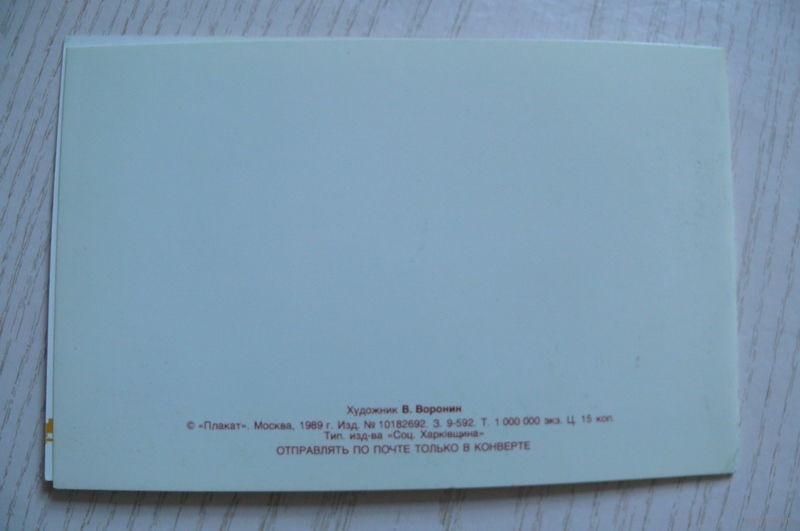 Художник В. Воронин
© «Плакат». Москва, 1989 г. Изд. № 10182692. З. 9-592. Т. 1 000 000 экз. Ц. 15 коп.
Тип. изд-ва «Соц. Харкiвщина»
ОТПРАВЛЯТЬ ПО ПОЧТЕ ТОЛЬКО В КОНВЕРТЕ